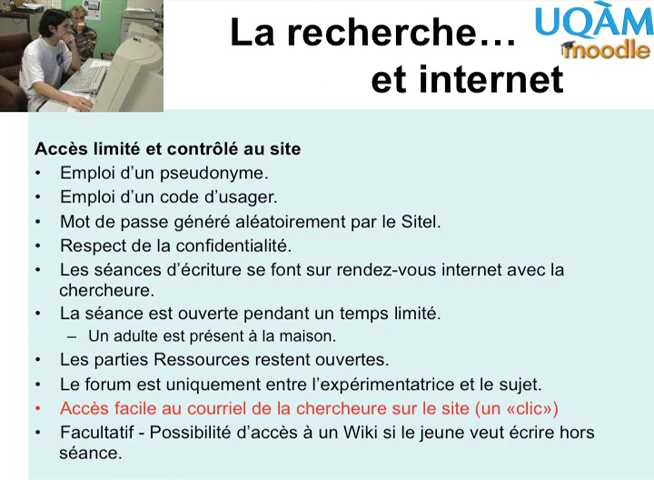 La recherche…
et internet
UQÀM
moodle
Accès limité et contrôlé au site
• Emploi d'un pseudonyme.
• Emploi d'un code d'usager.
• Mot de passe généré aléatoirement par le Sitel.
• Respect de la confidentialité.
• Les séances d'écriture se font sur rendez-vous internet avec la
chercheure.
• La séance est ouverte pendant un temps limité.
– Un adulte est présent à la maison.
• Les parties Ressources restent ouvertes.
• Le forum est uniquement entre l'expérimentatrice et le sujet.
• Accès facile au courriel de la chercheure sur le site (un «clic»)
• Facultatif - Possibilité d'accès à un Wiki si le jeune veut écrire hors
séance.